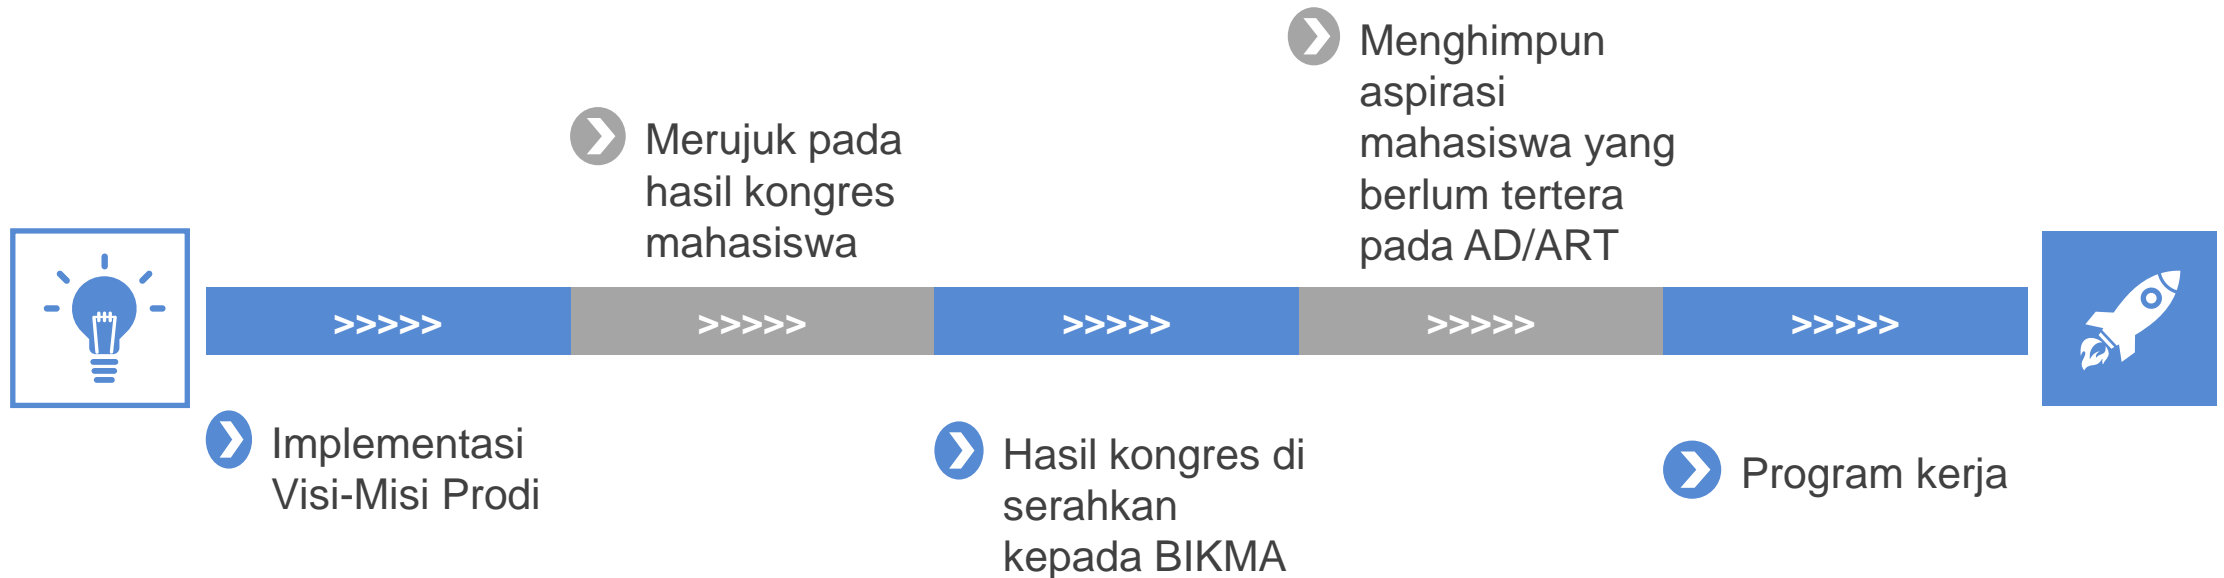 Menghimpun
aspirasi
mahasiswa yang
berlum tertera
pada AD/ART
Merujuk pada
hasil kongres
mahasiswa
>>>>> >>>>> >>>>> >>>>> >>>>>
Implementasi
Visi-Misi Prodi
Hasil kongres di
serahkan
kepada BIKMA
Program kerja